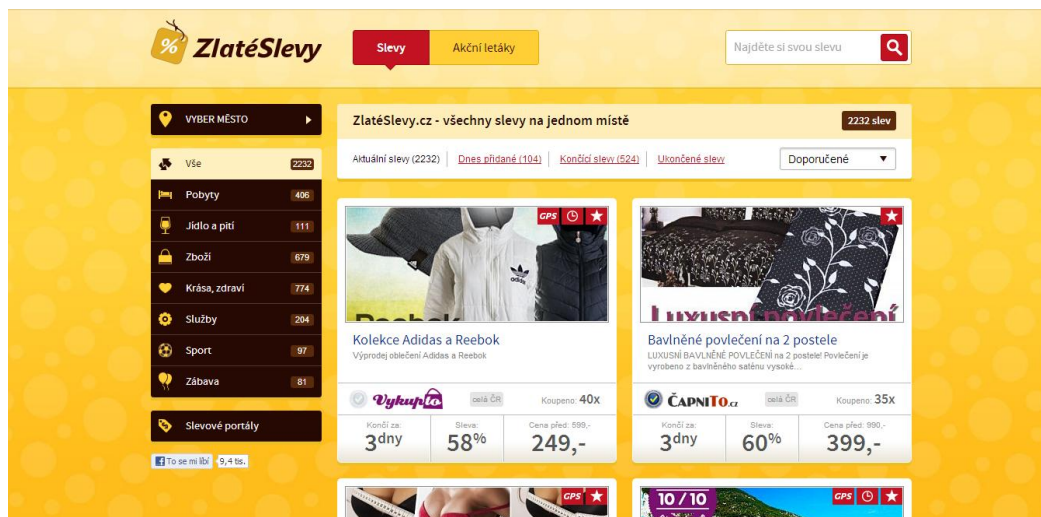 % ZlatéSlevy
Slevy
Akční letáky
Najděte si svou slevu
VYBER MĚSTO
Vše 2232
Pobyty 406
Jídlo a pití 111
Zboží 679
Krása, zdraví 774
Služby 204
Sport 97
Zábava 81
Slevové portály
To se mi líbí 9,4 tis.
ZlatéSlevy.cz - všechny slevy na jednom místě
2232 slev
Aktuální slevy (2232) Dnes přidané (104) Končící slevy (524) Ukončené slevy
Doporučené
GPS
adidas
Reebok
Kolekce Adidas a Reebok
Výprodej oblečení Adidas a Reebok
Vykupto
celá ČR
Koupeno: 40x
Končí za: Sleva: Cena před: 599,-
3dny 58% 249,-
Luxusní povlečení
Bavlněné povlečení na 2 postele
LUXUSNÍ BAVLNĚNÉ POVLEČENÍ na 2 postele! Povlečení je
vyrobeno z bavlněného saténu vysoké...
ČAPNITO.cz
celá ČR
Koupeno: 35x
Končí za: Sleva: Cena před: 990,-
3dny 60% 399,-
GPS
10/10
GPS